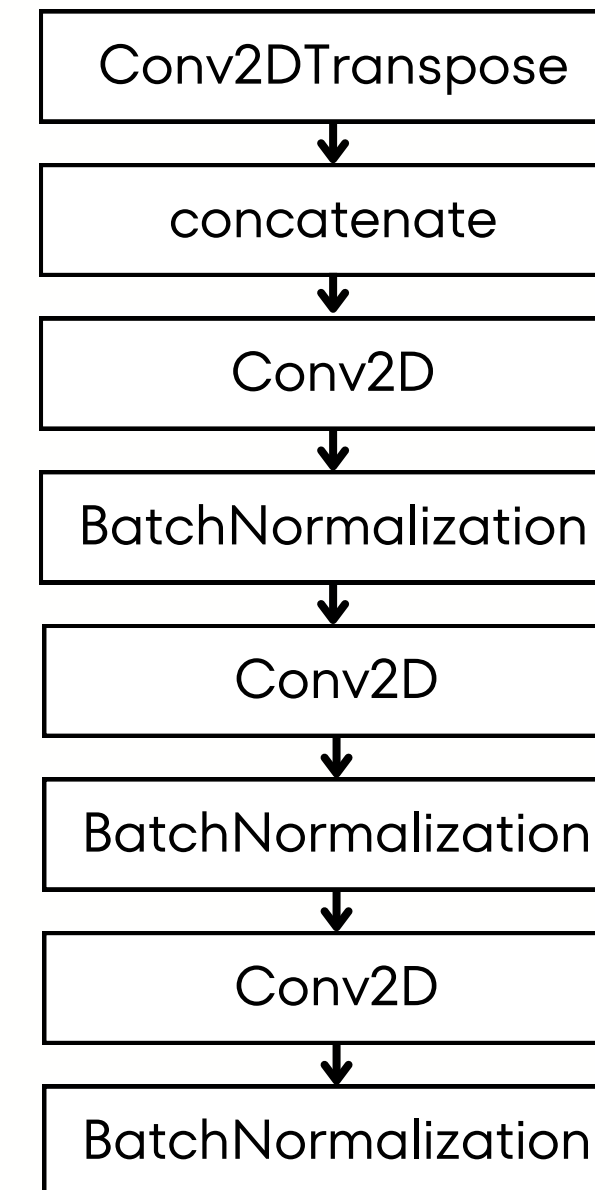 Conv2DTranspose
concatenate
Conv2D
BatchNormalization
Conv2D
BatchNormalization
Conv2D
BatchNormalization